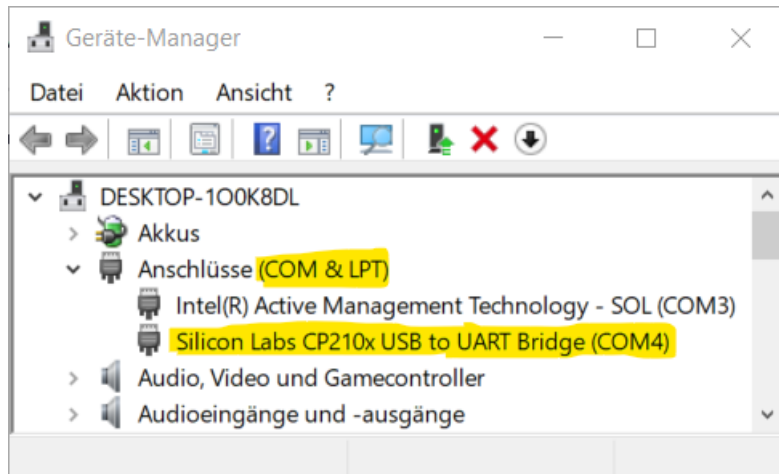 Geräte-Manager
Datei Aktion Ansicht ?
DESKTOP-1O0K8DL
Akkus
Anschlüsse (COM & LPT)
Intel(R) Active Management Technology - SOL (COM3)
Silicon Labs CP210x USB to UART Bridge (COM4)
Audio, Video und Gamecontroller
Audioeingänge und -ausgänge